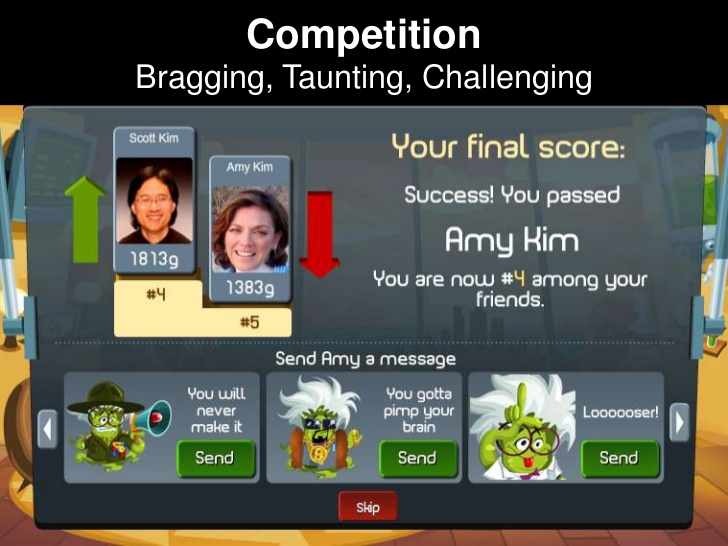 Competition
Bragging, Taunting, Challenging
Scott Kim
1813g
#4
Amy Kim
1383g
#5
Your final score:
Success! You passed
Amy Kim
You are now #4 among your
friends.
Send Amy a message
You will
never
make it
Send
You gotta
pimp your
brain
Send
Loooooser!
Send
Skip